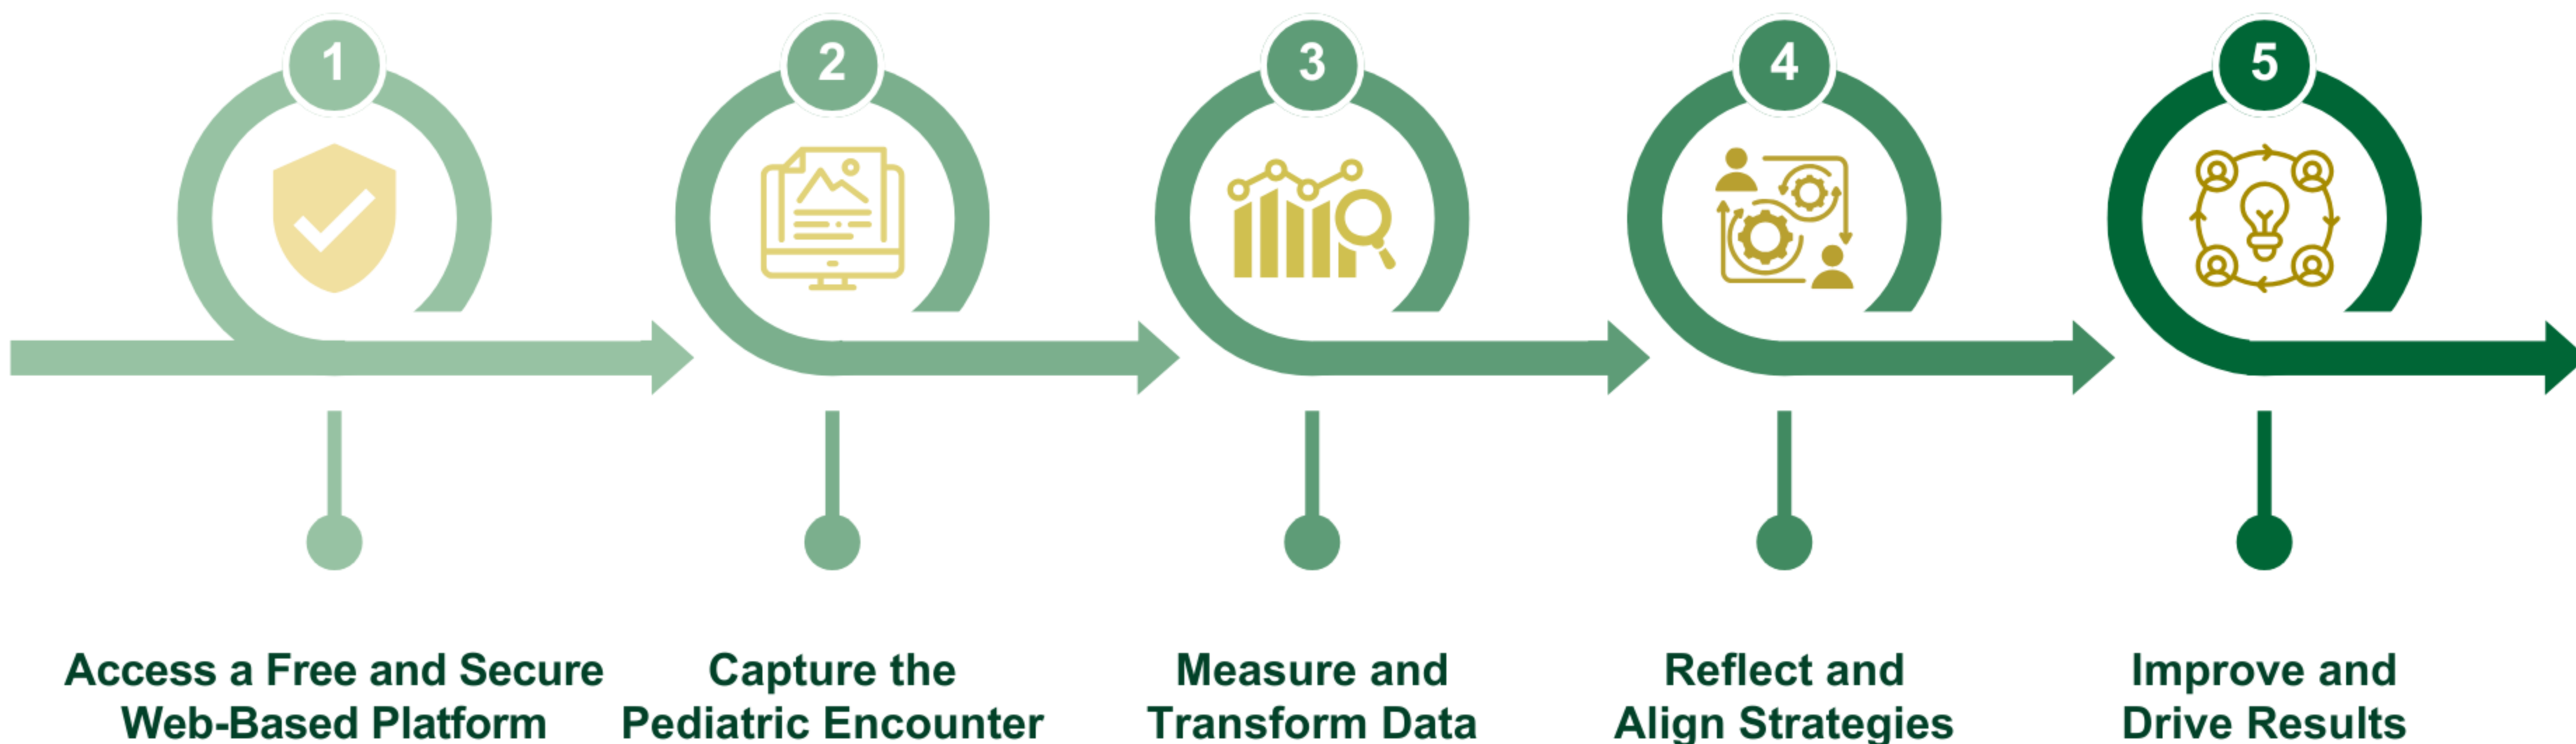 1
2
3
4
5
Access a Free and Secure
Web-Based Platform
Capture the
Pediatric Encounter
Measure and
Transform Data
Reflect and
Align Strategies
Improve and
Drive Results